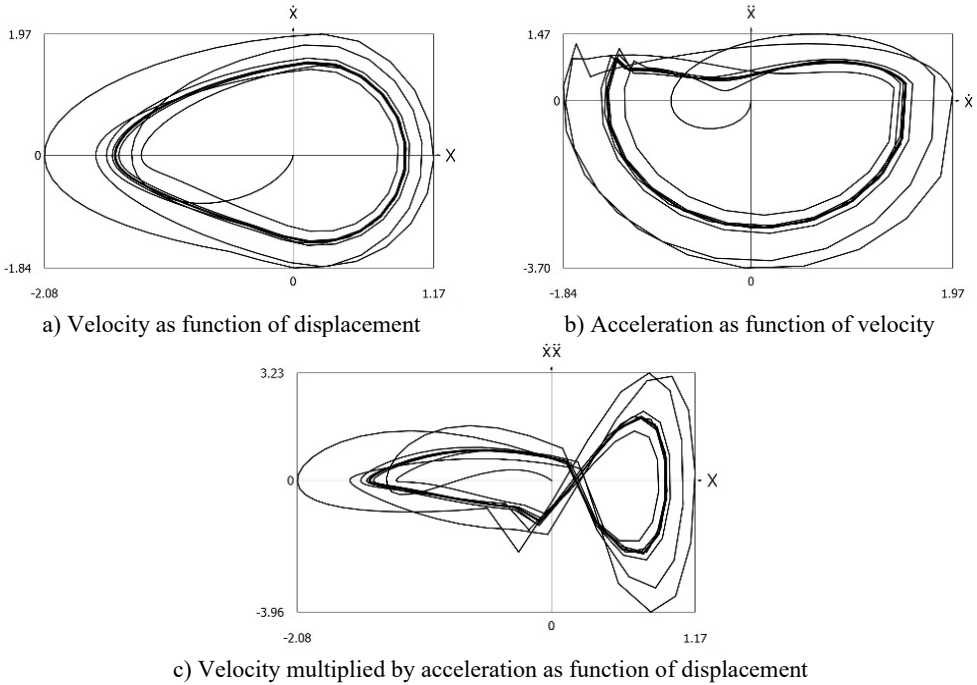 ẋ
1.97
0
X
-1.84
0
-2.08
1.17
a) Velocity as function of displacement
ẍ
1.47
0
ẋ
-3.70
0
-1.84
1.97
b) Acceleration as function of velocity
ẋẍ
3.23
0
X
-3.96
0
-2.08
1.17
c) Velocity multiplied by acceleration as function of displacement